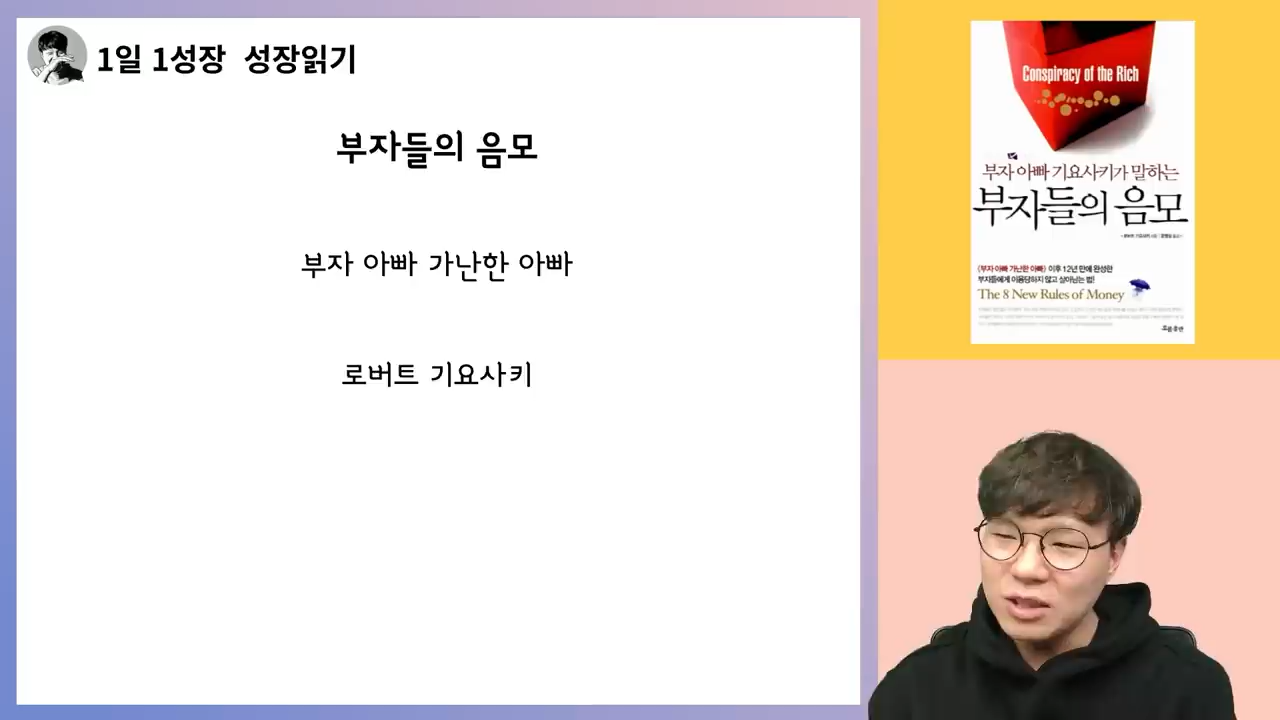 1일 1성장 성장읽기
부자들의 음모
부자 아빠 가난한 아빠
로버트 기요사키
Conspiracy of the Rich
부자 아빠 기요사키가 말하는
부자들의 음모
《부자 아빠 가난한 아빠》 이후 12년 만에 완성한
부자들에게 이용당하지 않고 살아남는 법!
The 8 New Rules of Money